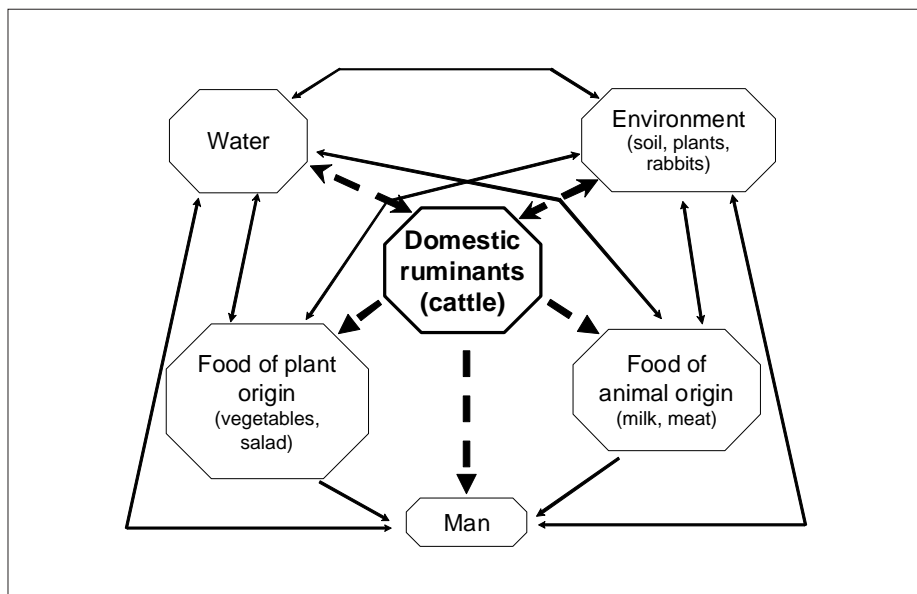 Water
Environment
(soil, plants,
rabbits)
Domestic
ruminants
(cattle)
Food of plant
origin
(vegetables,
salad)
Food of
animal origin
(milk, meat)
Man